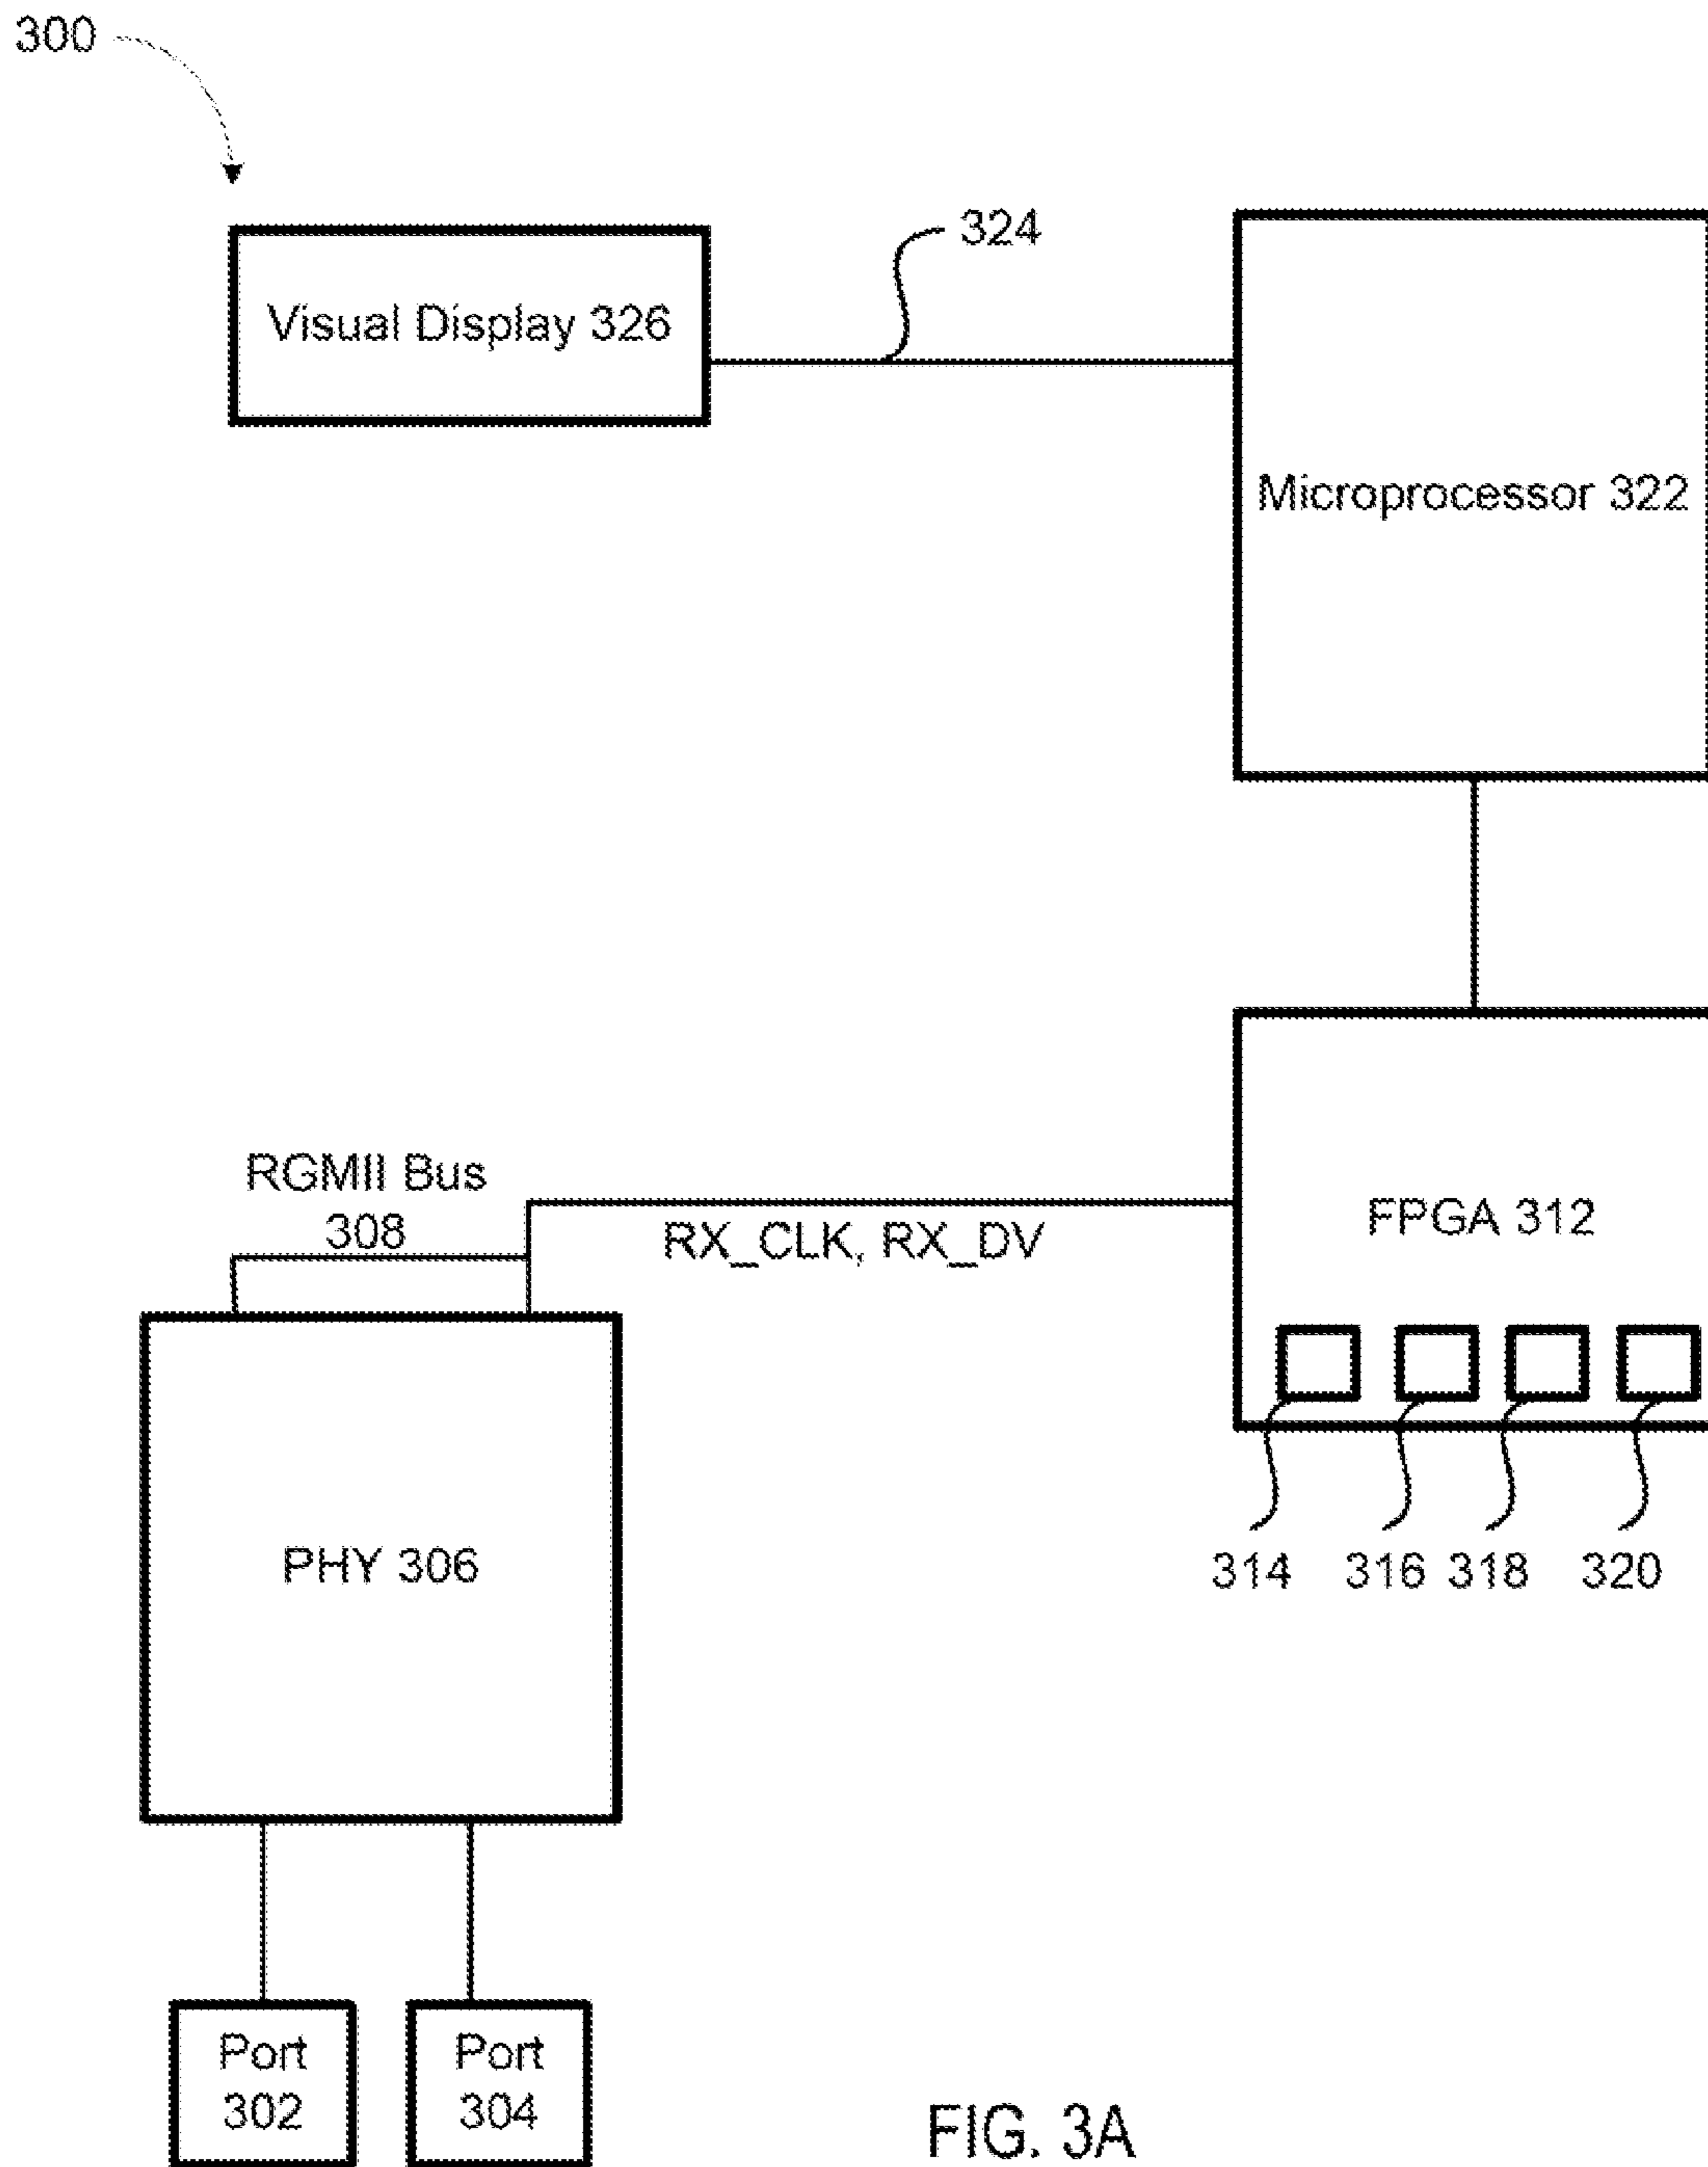 300
324
Visual Display 326
Microprocessor 322
RGMII Bus
308
RX_CLK, RX_DV
FPGA 312
314 316 318 320
PHY 306
Port
302
Port
304
FIG. 3A